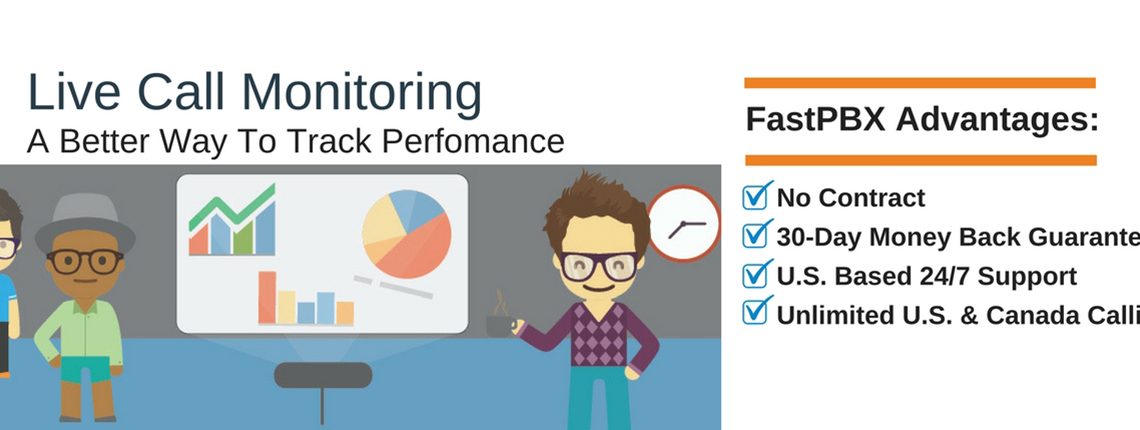 Live Call Monitoring
A Better Way To Track Perfomance
FastPBX Advantages:
No Contract
30-Day Money Back Guarante
U.S. Based 24/7 Support
Unlimited U.S. & Canada Calli